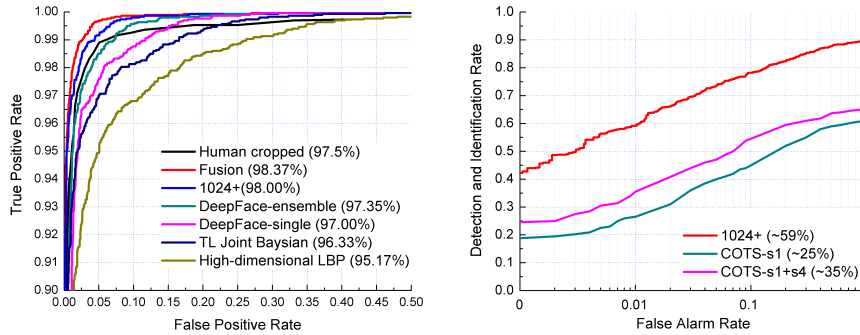 1.00
0.99
0.98
0.97
0.96
0.95
0.94
0.93
0.92
0.91
0.90
True Positive Rate
Human cropped (97.5%)
Fusion (98.37%)
1024+(98.00%)
DeepFace-ensemble (97.35%)
DeepFace-single (97.00%)
TL Joint Baysian (96.33%)
High-dimensional LBP (95.17%)
0.00 0.05 0.10 0.15 0.20 0.25 0.30 0.35 0.40 0.45 0.50
False Positive Rate
1.0
0.9
0.8
0.7
0.6
0.5
0.4
0.3
0.2
0.1
0.0
Detection and Identification Rate
1024+ (~59%)
COTS-s1 (~25%)
COTS-s1+s4 (~35%)
0 0.01 0.1
False Alarm Rate